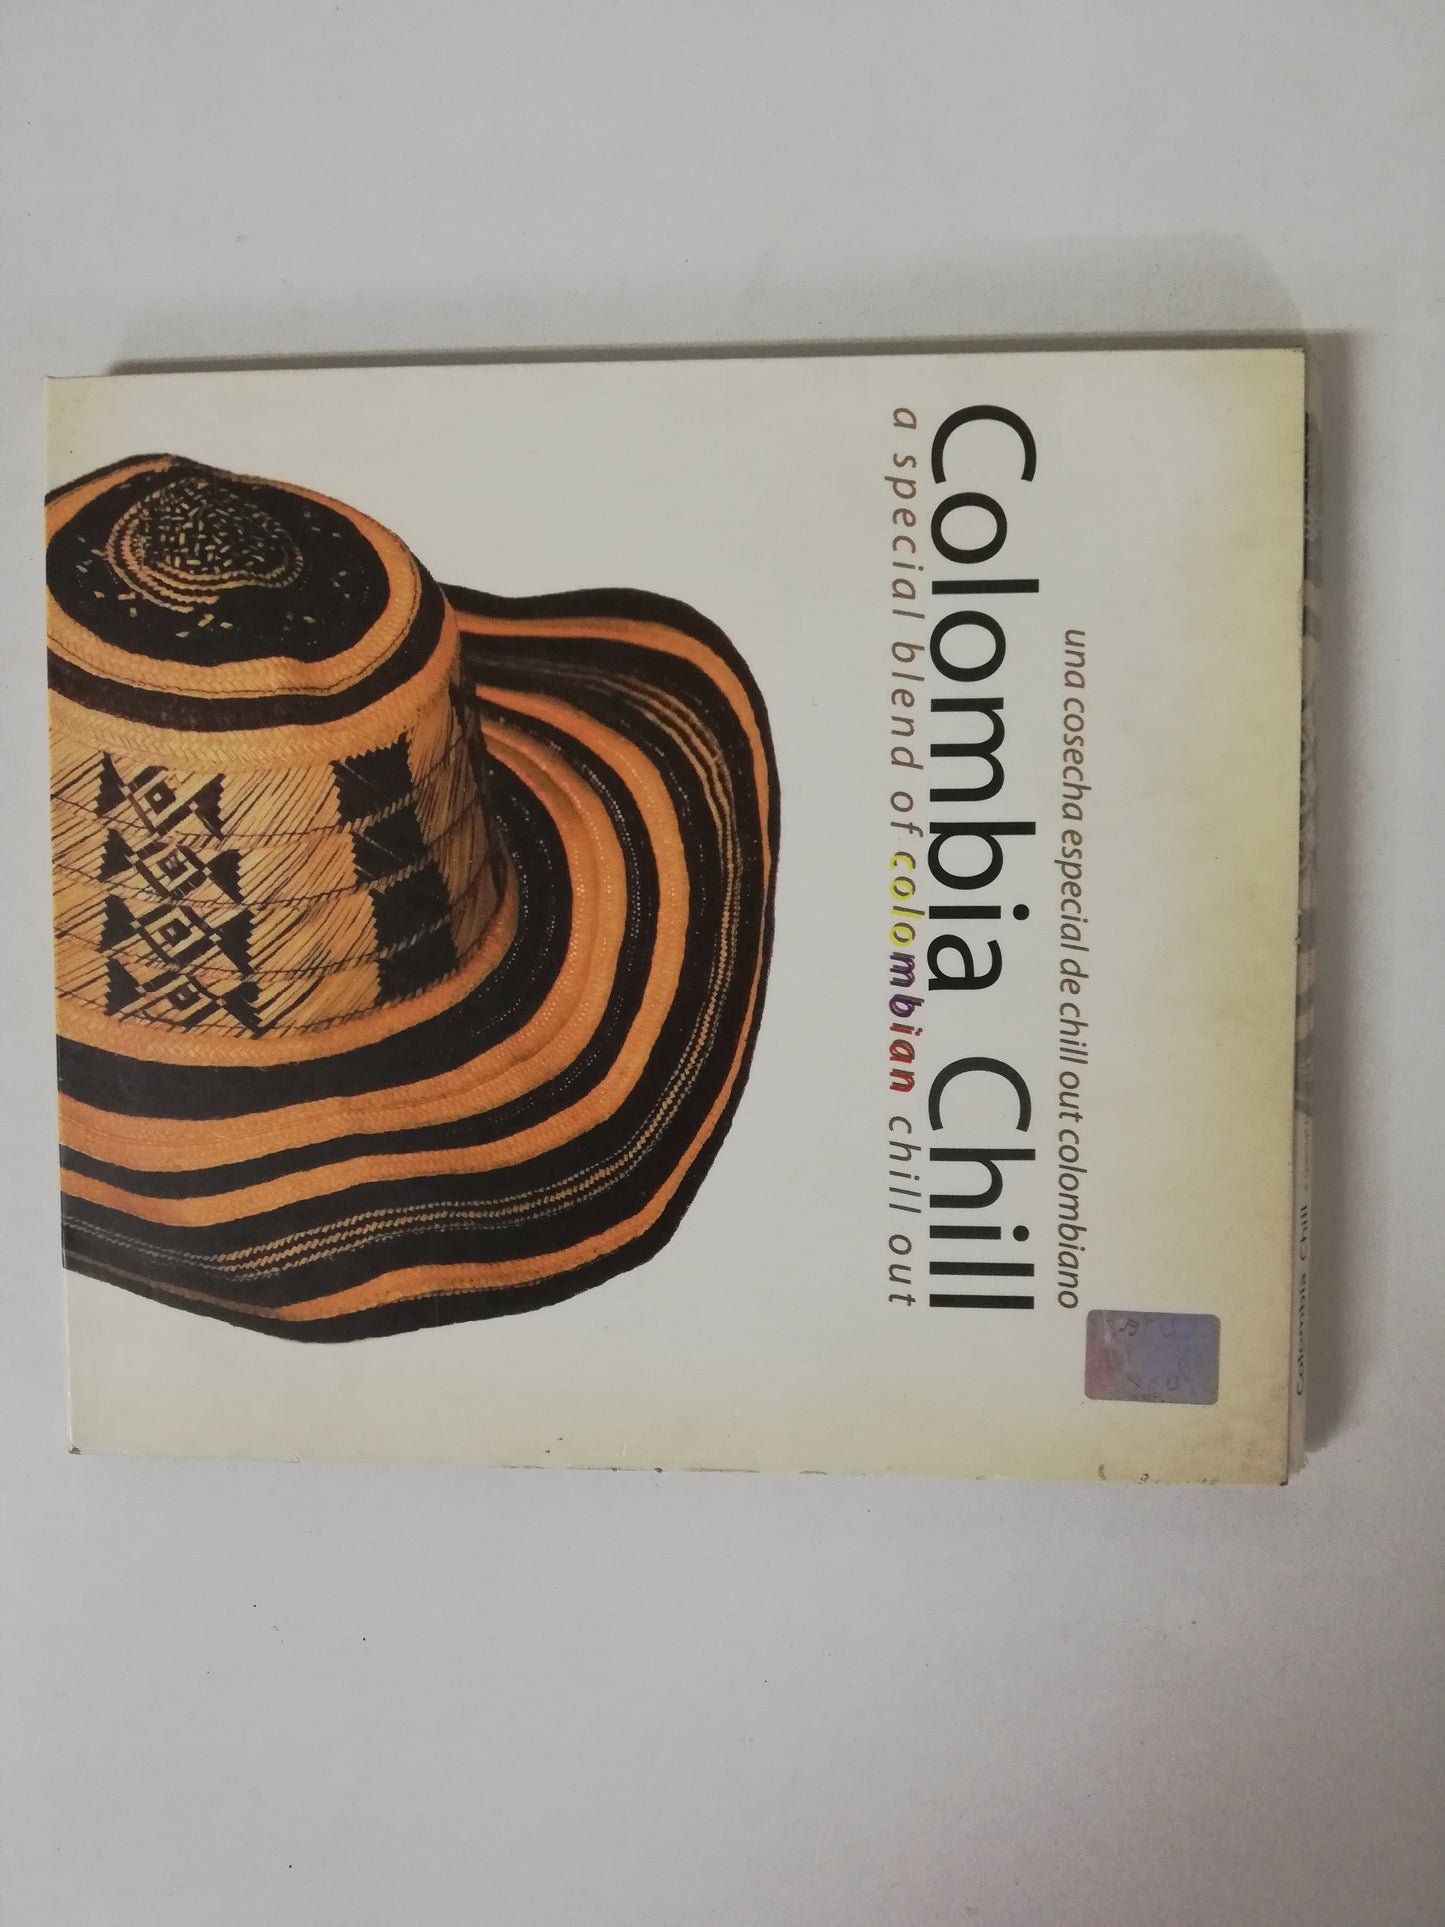 una cosecha especial de chill out colombiano
Colombia Chill
a special blend of colombian chill out
Colombia Chill